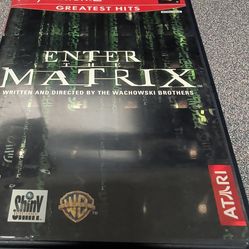 GREATEST HITS
ENTER
THE
MATRIX
WRITTEN AND DIRECTED BY THE WACHOWSKI BROTHERS
Shiny
WB
ATARI